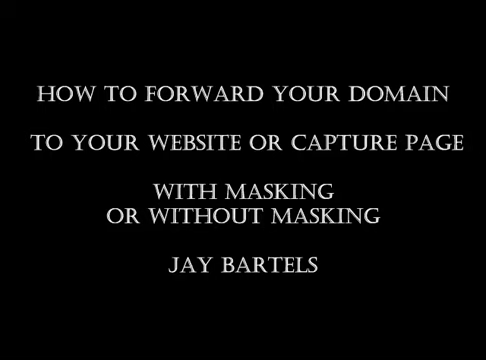 HOW TO FORWARD YOUR DOMAIN
TO YOUR WEBSITE OR CAPTURE PAGE
WITH MASKING
OR WITHOUT MASKING
JAY BARTELS